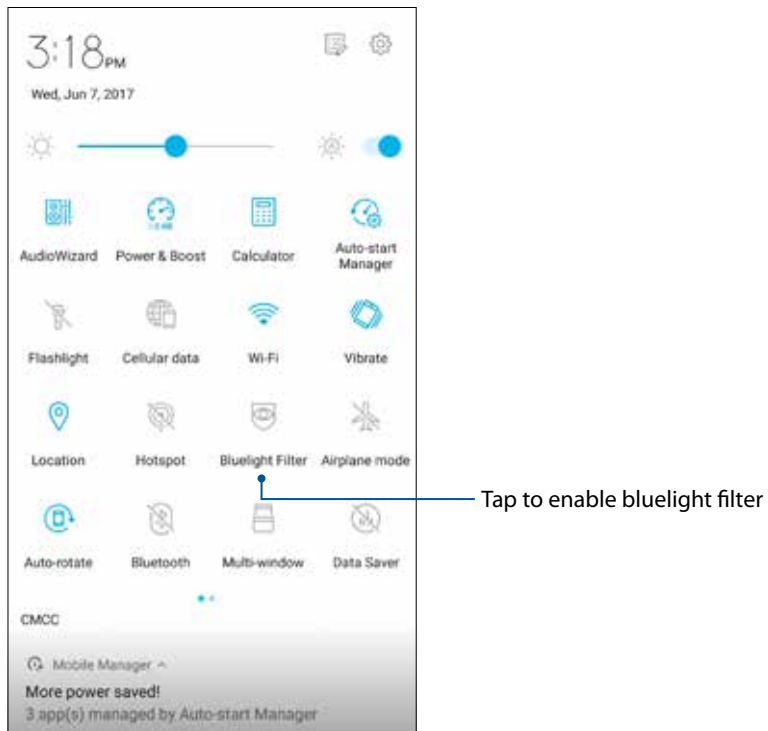 3:18PM
Wed, Jun 7, 2017
AudioWizard Power & Boost Calculator Auto-start
Manager
Flashlight Cellular data Wi-Fi Vibrate
Location Hotspot Bluelight Filter Airplane mode
Tap to enable bluelight filter
Auto-rotate Bluetooth Multi-window Data Saver
CMCC
Mobile Manager
More power saved!
3 app(s) managed by Auto-start Manager